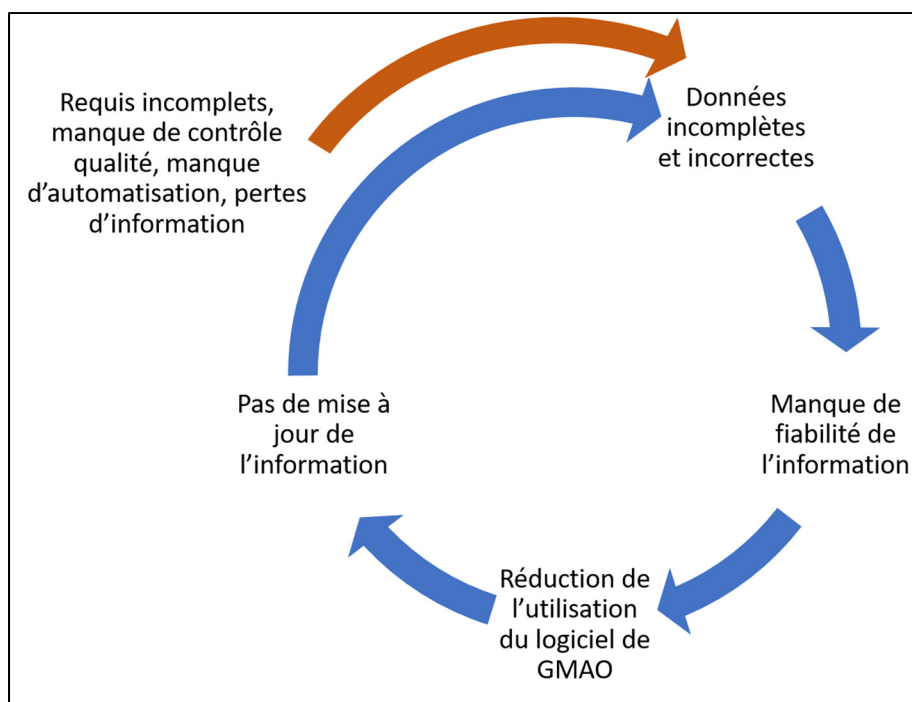 Requis incomplets,
manque de contrôle
qualité, manque
d’automatisation, pertes
d’information
Données
incomplètes
et incorrectes
Manque de
fiabilité de
l’information
Réduction de
l’utilisation
du logiciel de
GMAO
Pas de mise à
jour de
l’information